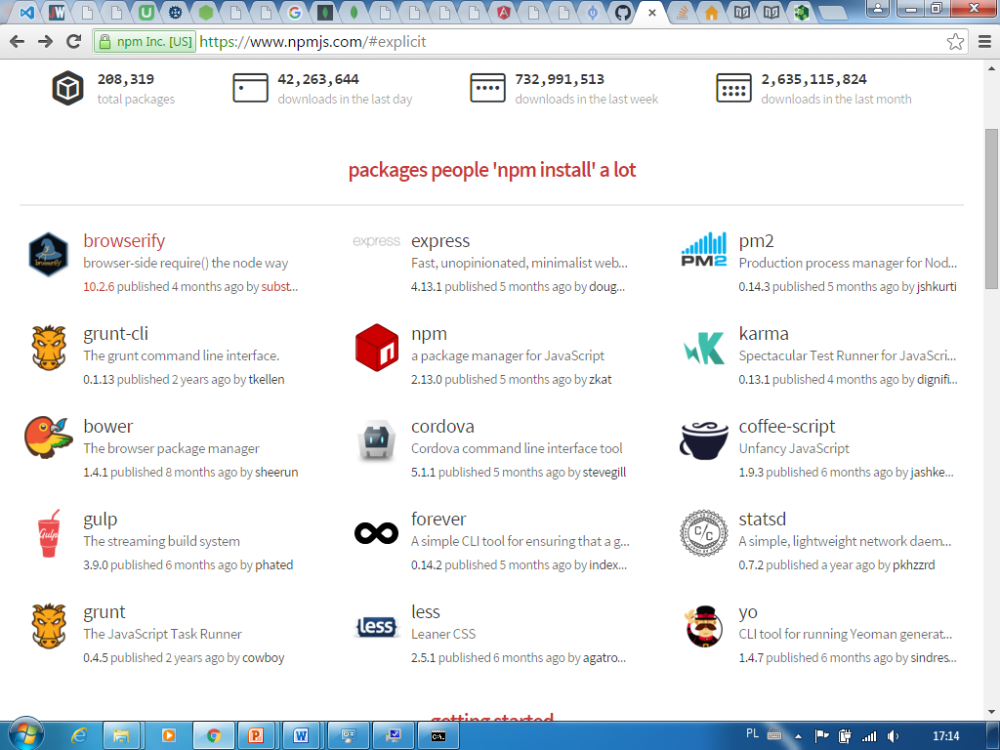 npm Inc. [US] https://www.npmjs.com/#explicit
208,319
total packages
42,263,644
downloads in the last day
732,991,513
downloads in the last week
2,635,115,824
downloads in the last month
packages people 'npm install' a lot
browserify
browser-side require() the node way
10.2.6 published 4 months ago by subst...
express
express
Fast, unopinionated, minimalist web...
4.13.1 published 5 months ago by doug...
PM2
pm2
Production process manager for Nod...
0.14.3 published 5 months ago by jshkurti
grunt-cli
The grunt command line interface.
0.1.13 published 2 years ago by tkellen
n
npm
a package manager for JavaScript
2.13.0 published 5 months ago by zkat
karma
Spectacular Test Runner for JavaScri...
0.13.1 published 4 months ago by dignifi...
bower
The browser package manager
1.4.1 published 8 months ago by sheerun
cordova
Cordova command line interface tool
5.1.1 published 5 months ago by stevegill
coffee-script
Unfancy JavaScript
1.9.3 published 6 months ago by jashke...
Gulp
gulp
The streaming build system
3.9.0 published 6 months ago by phated
forever
A simple CLI tool for ensuring that a g...
0.14.2 published 5 months ago by index...
C/C
statsd
A simple, lightweight network daem...
0.7.2 published a year ago by pkhzzrd
grunt
The JavaScript Task Runner
0.4.5 published 2 years ago by cowboy
less
less
Leaner CSS
2.5.1 published 6 months ago by agatro...
yo
CLI tool for running Yeoman generat...
1.4.7 published 6 months ago by sindres...
getting started
PL
17:14